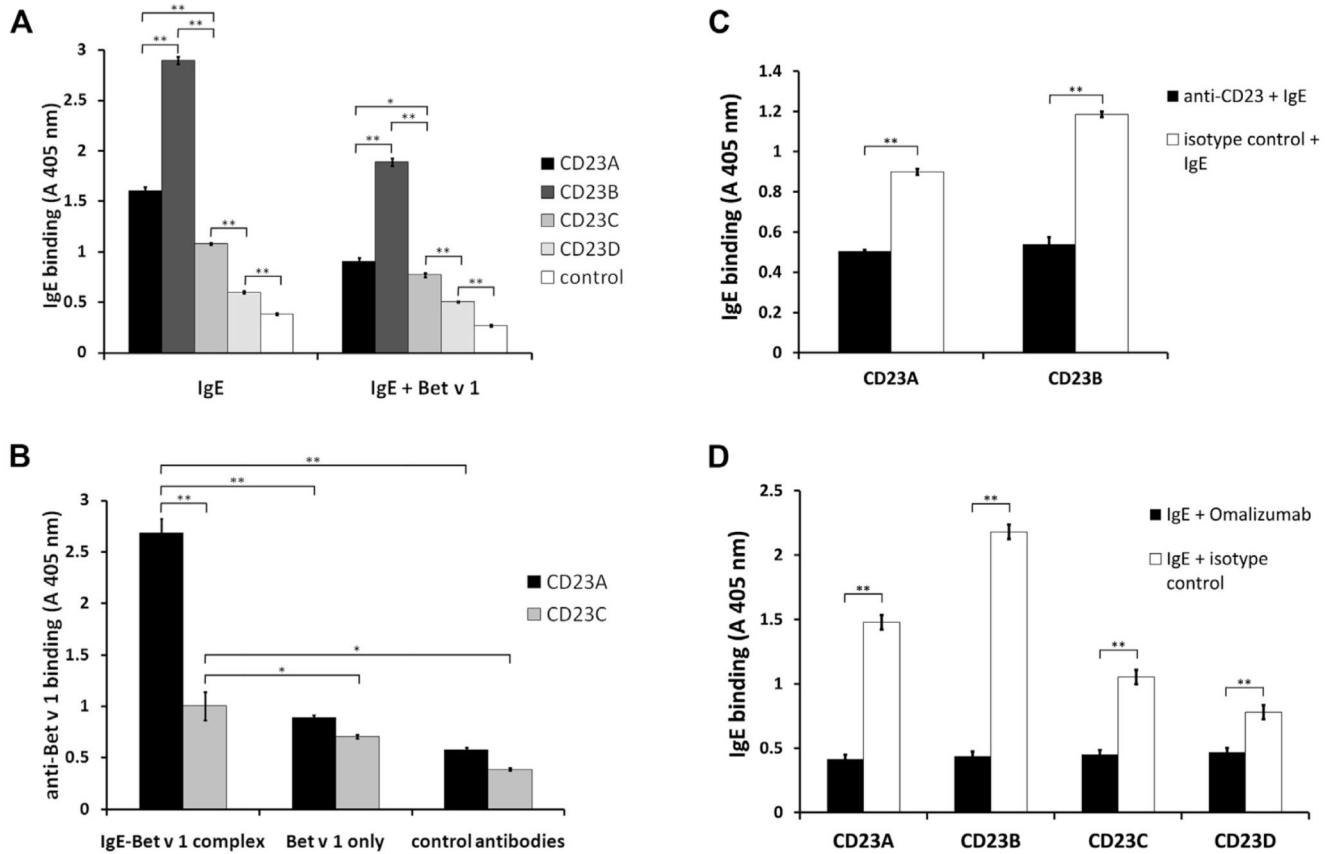 A
IgE binding (A 405 nm)
3
2.5
2
1.5
1
0.5
0
**
**
**
**
**
*
**
**
**
**
IgE
IgE + Bet v 1
CD23A
CD23B
CD23C
CD23D
control
B
anti-Bet v 1 binding (A 405 nm)
3
2.5
2
1.5
1
0.5
0
**
**
**
*
*
IgE-Bet v 1 complex
Bet v 1 only
control antibodies
CD23A
CD23C
C
IgE binding (A 405 nm)
1.4
1.2
1
0.8
0.6
0.4
0.2
0
**
**
CD23A
CD23B
anti-CD23 + IgE
isotype control +
IgE
D
IgE binding (A 405 nm)
2.5
2
1.5
1
0.5
0
**
**
**
**
CD23A
CD23B
CD23C
CD23D
IgE + Omalizumab
IgE + isotype
control